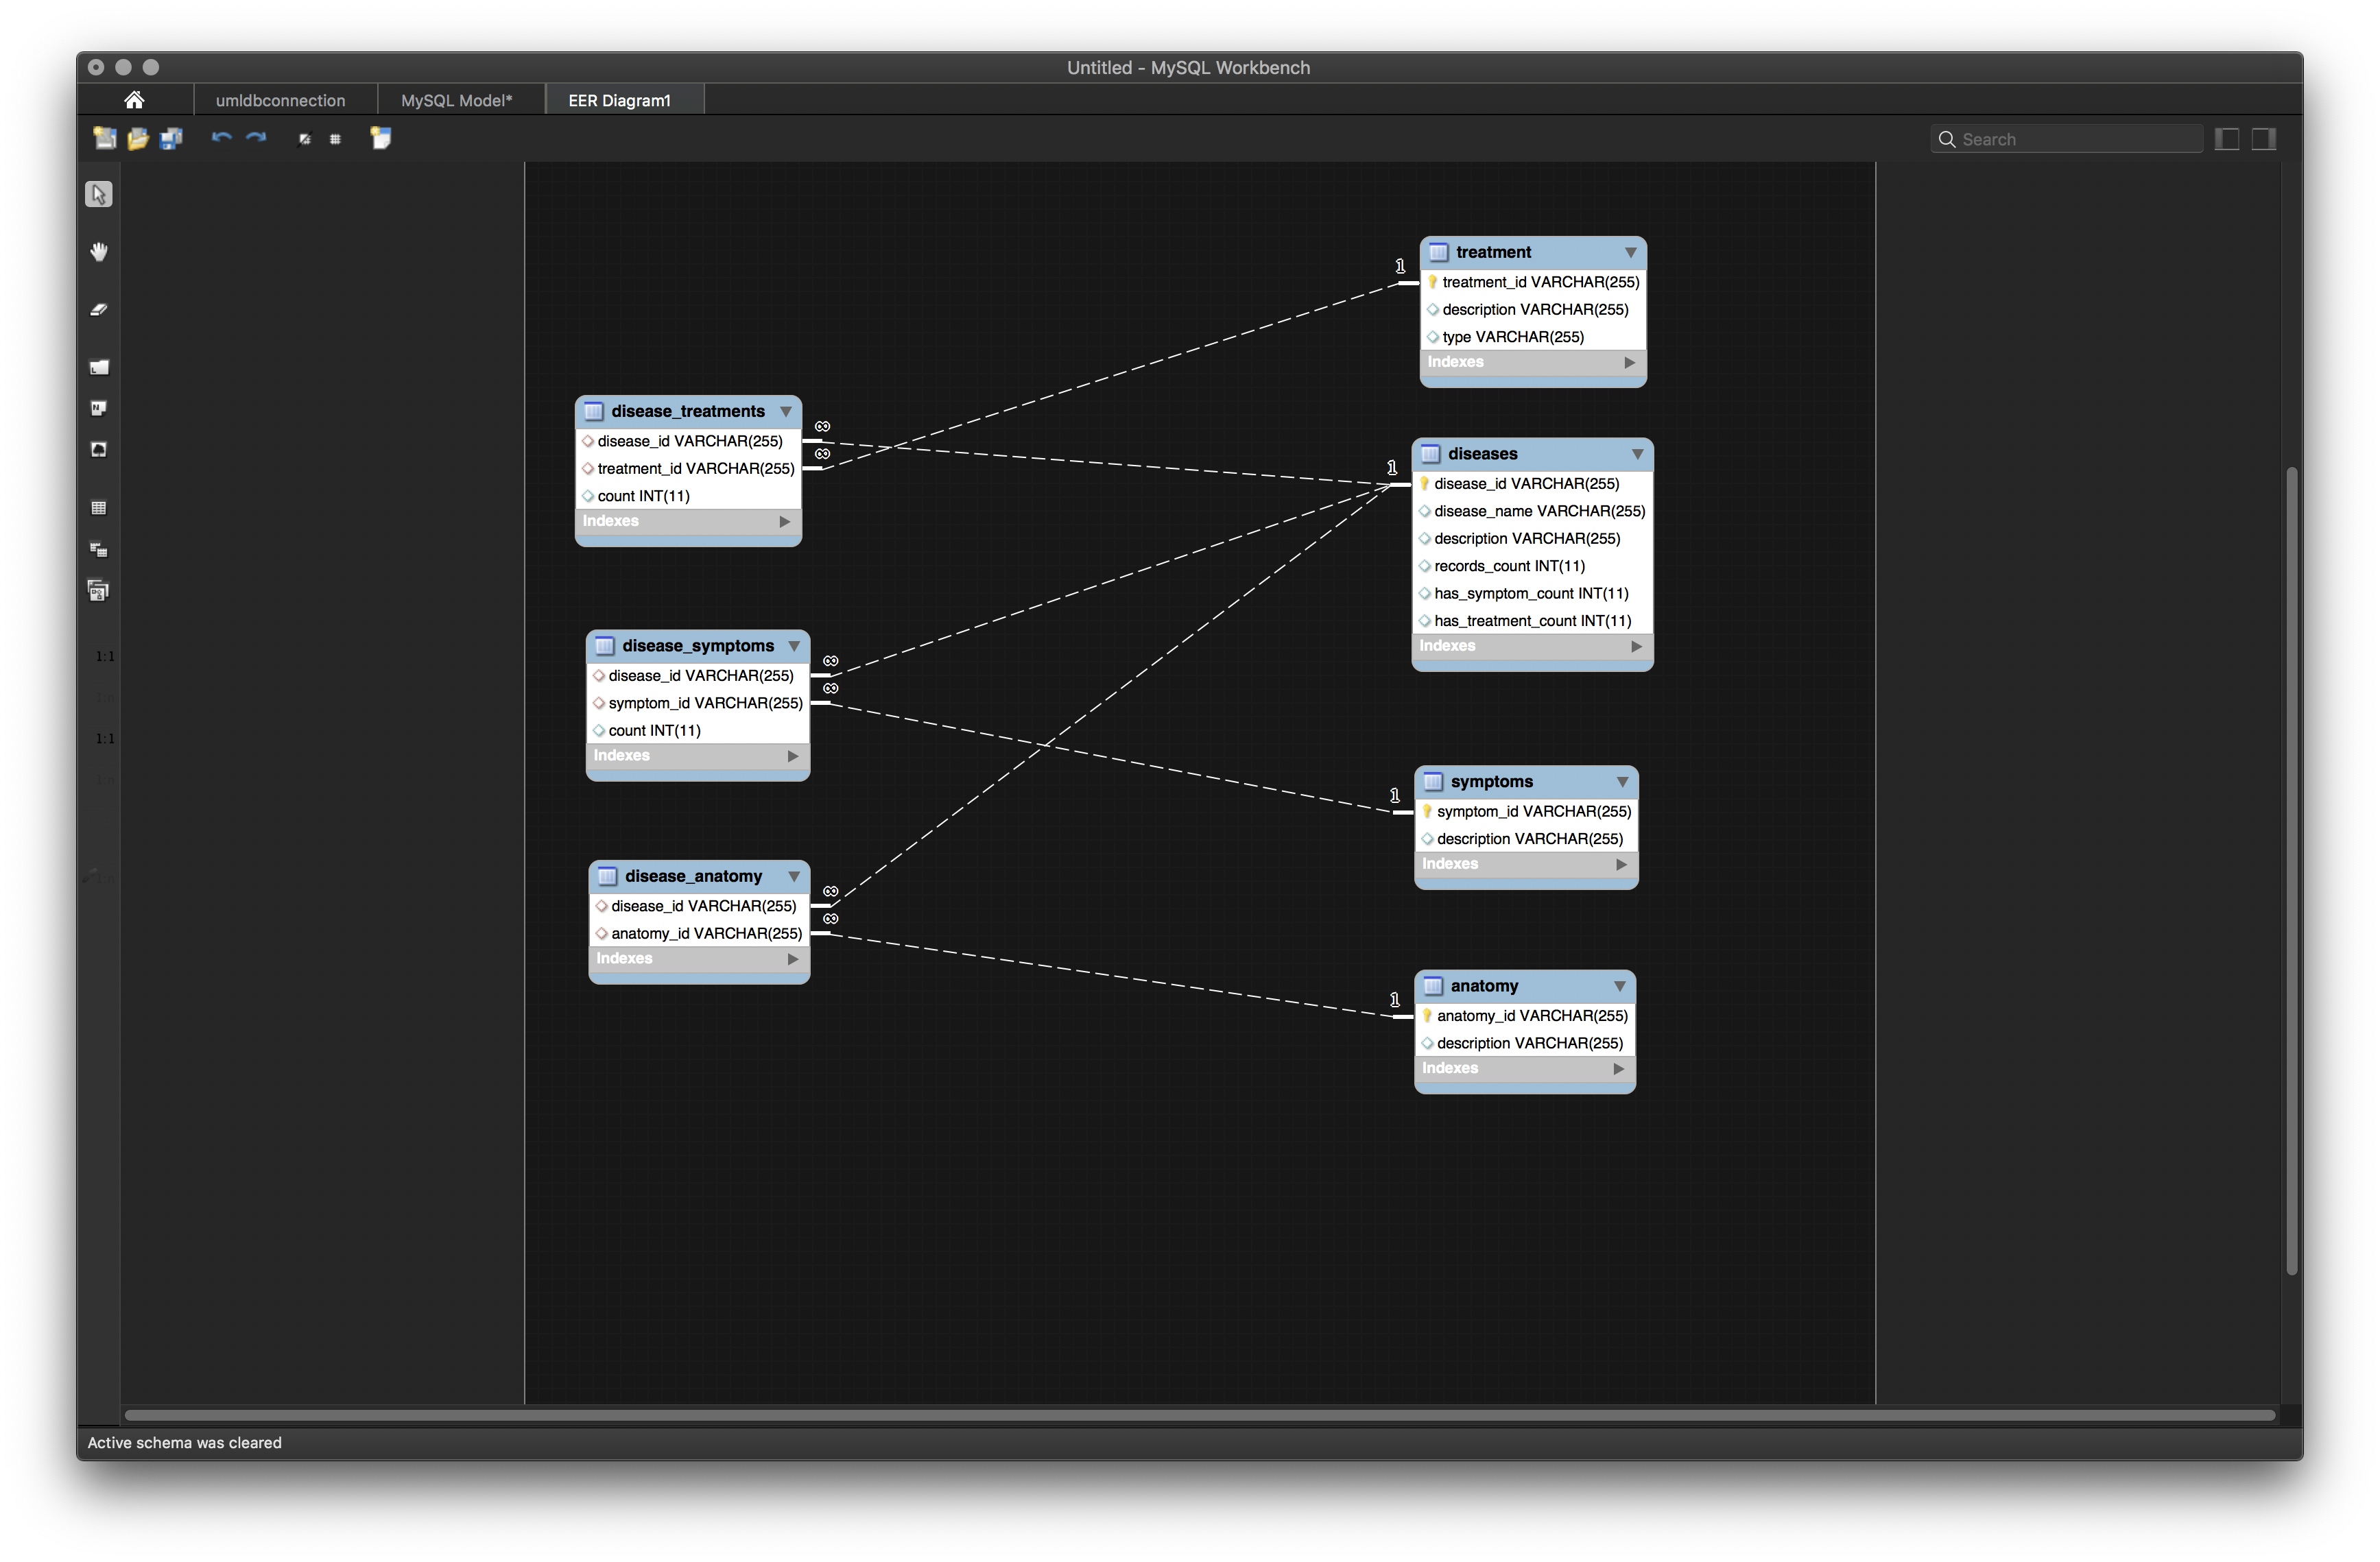 Untitled - MySQL Workbench
umldbconnection
MySQL Model*
EER Diagram1
Search
treatment
1
treatment_id VARCHAR(255)
description VARCHAR(255)
type VARCHAR(255)
Indexes
disease_treatments
∞
disease_id VARCHAR(255)
∞
treatment_id VARCHAR(255)
count INT(11)
Indexes
diseases
1
disease_id VARCHAR(255)
disease_name VARCHAR(255)
description VARCHAR(255)
records_count INT(11)
has_symptom_count INT(11)
has_treatment_count INT(11)
Indexes
disease_symptoms
∞
disease_id VARCHAR(255)
∞
symptom_id VARCHAR(255)
count INT(11)
Indexes
1:1
1:n
1:1
1:n
symptoms
1
symptom_id VARCHAR(255)
description VARCHAR(255)
Indexes
disease_anatomy
∞
disease_id VARCHAR(255)
∞
anatomy_id VARCHAR(255)
Indexes
1:n
anatomy
1
anatomy_id VARCHAR(255)
description VARCHAR(255)
Indexes
Active schema was cleared